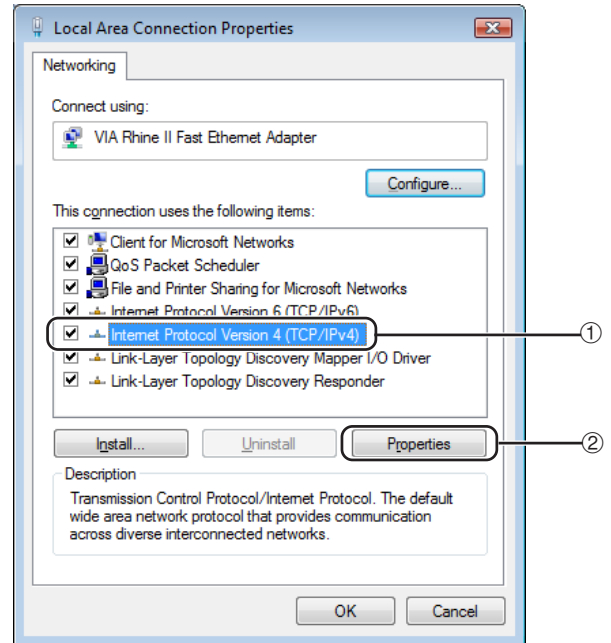 Local Area Connection Properties
Networking
Connect using:
VIA Rhine II Fast Ethernet Adapter
Configure...
This connection uses the following items:
Client for Microsoft Networks
QoS Packet Scheduler
File and Printer Sharing for Microsoft Networks
Internet Protocol Version 6 (TCP/IPv6)
Internet Protocol Version 4 (TCP/IPv4)
①
Link-Layer Topology Discovery Mapper I/O Driver
Link-Layer Topology Discovery Responder
Install...
Uninstall
Properties
②
Description
Transmission Control Protocol/Internet Protocol. The default
wide area network protocol that provides communication
across diverse interconnected networks.
OK
Cancel